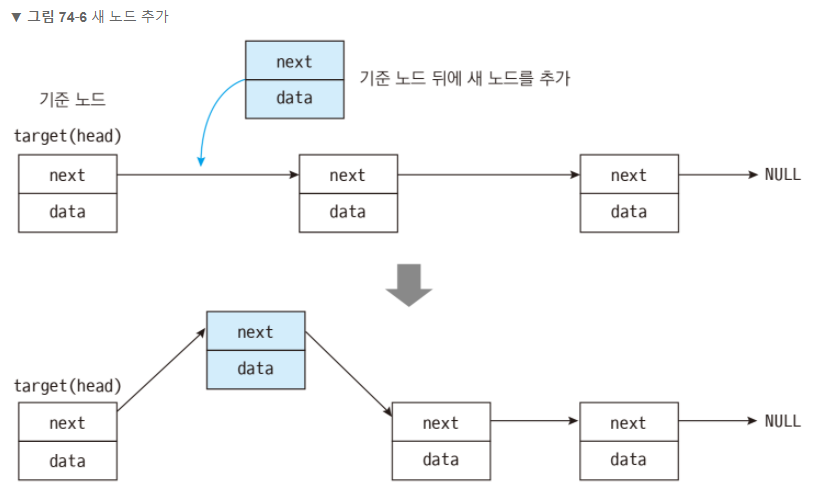 ▼ 그림 74-6 새 노드 추가
next
data
기준 노드 뒤에 새 노드를 추가
기준 노드
target(head)
next
data
next
data
next
data
NULL
next
data
target(head)
next
data
next
data
next
data
NULL